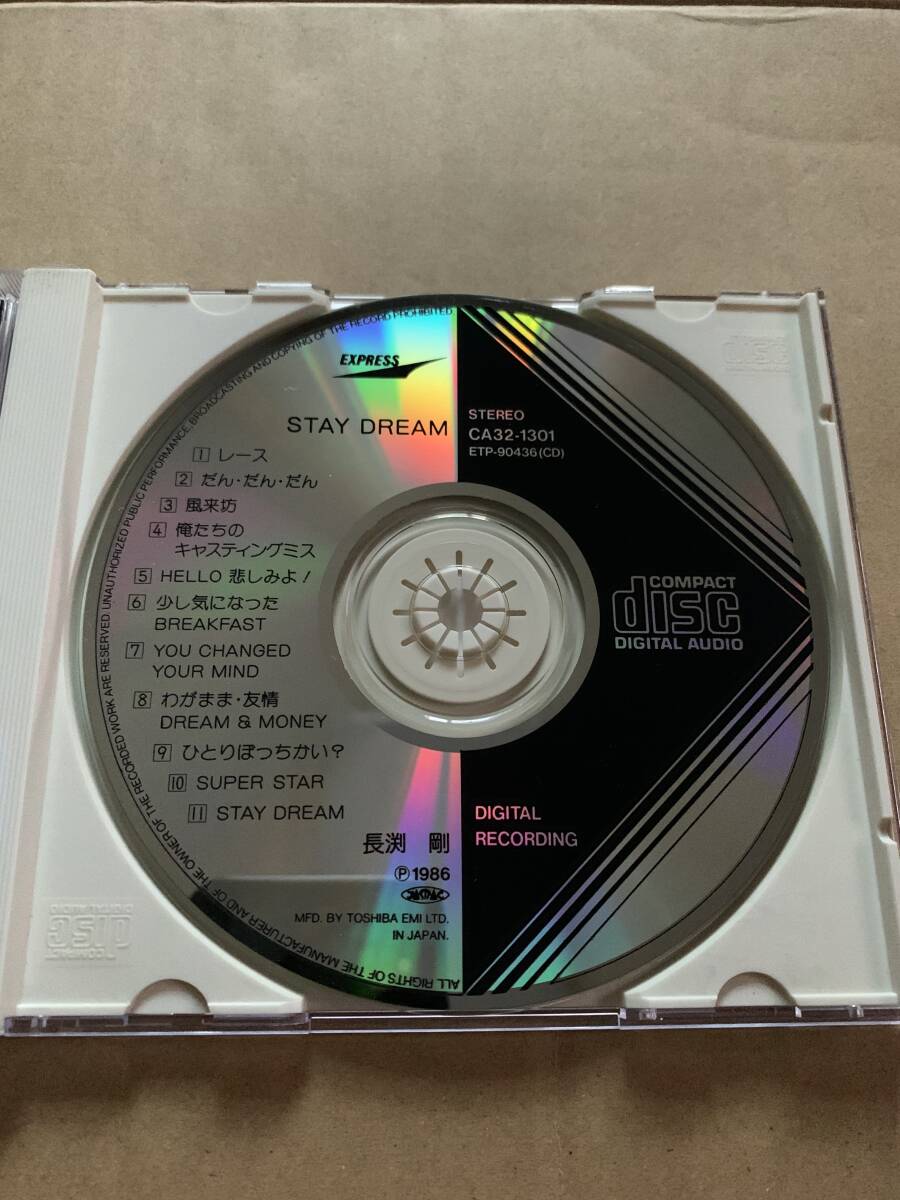 EXPRESS
STAY DREAM
1 レース
2 だん・だん・だん
3 風来坊
4 俺たちの
キャスティングミス
5 HELLO 悲しみよ!
6 少し気になった
BREAKFAST
7 YOU CHANGED
YOUR MIND
8 わがまま・友情
DREAM & MONEY
9 ひとりぼっちかい?
10 SUPER STAR
11 STAY DREAM
長渕 剛
Ⓟ1986
MFD. BY TOSHIBA EMI LTD.
IN JAPAN.
STEREO
CA32-1301
ETP-90436(CD)
COMPACT
disc
DIGITAL AUDIO
DIGITAL
RECORDING
ALL RIGHTS OF THE MANUFACTURER AND OF THE OWNER OF THE RECORDED WORK ARE RESERVED UNAUTHORIZED PUBLIC PERFORMANCE, BROADCASTING AND COPYING OF THE RECORD PROHIBITED
COMPACT
disc
DIGITAL AUDIO